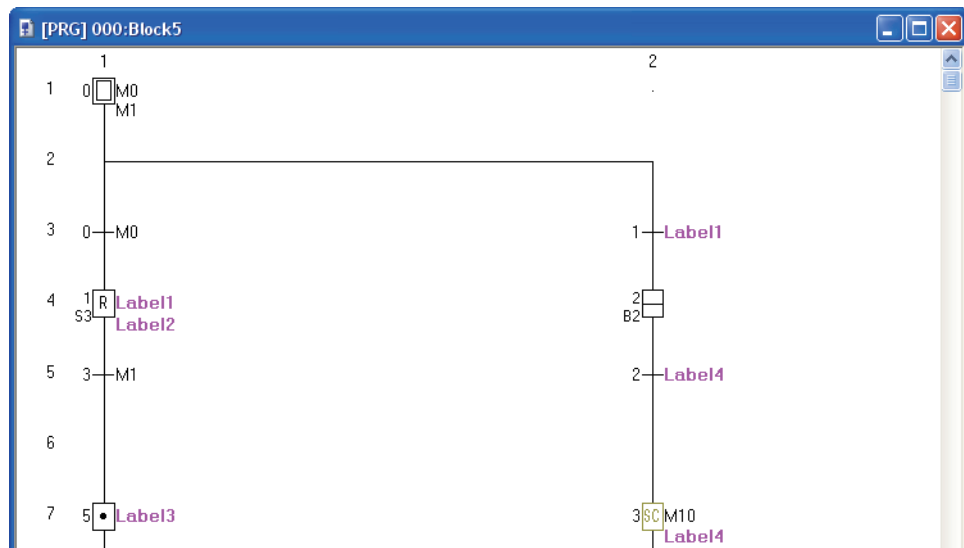 [PRG] 000:Block5
1 2
1 0 M0
M1
2
3 0 M0 1 Label1
4 1 R Label1 2
S3 Label2 B2
5 3 M1 2 Label4
6
7 5 Label3 3 SC M10
Label4